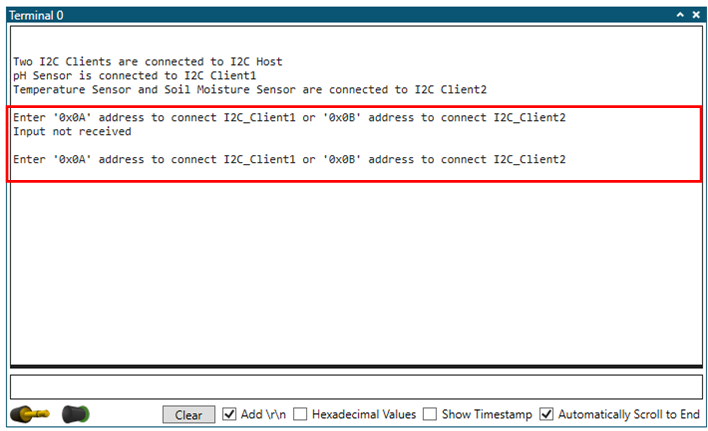 Terminal 0
Two I2C Clients are connected to I2C Host
pH Sensor is connected to I2C Client1
Temperature Sensor and Soil Moisture Sensor are connected to I2C Client2
Enter '0x0A' address to connect I2C_Client1 or '0x0B' address to connect I2C_Client2
Input not received
Enter '0x0A' address to connect I2C_Client1 or '0x0B' address to connect I2C_Client2
Clear Add \r\n Hexadecimal Values Show Timestamp Automatically Scroll to End